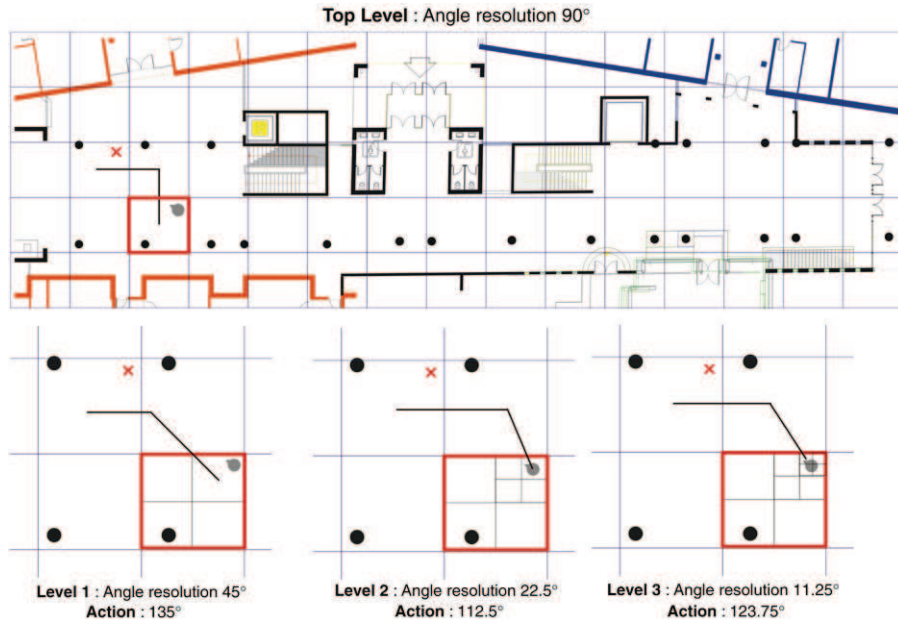 Top Level : Angle resolution 90°
Level 1 : Angle resolution 45°
Action : 135°
Level 2 : Angle resolution 22.5°
Action : 112.5°
Level 3 : Angle resolution 11.25°
Action : 123.75°